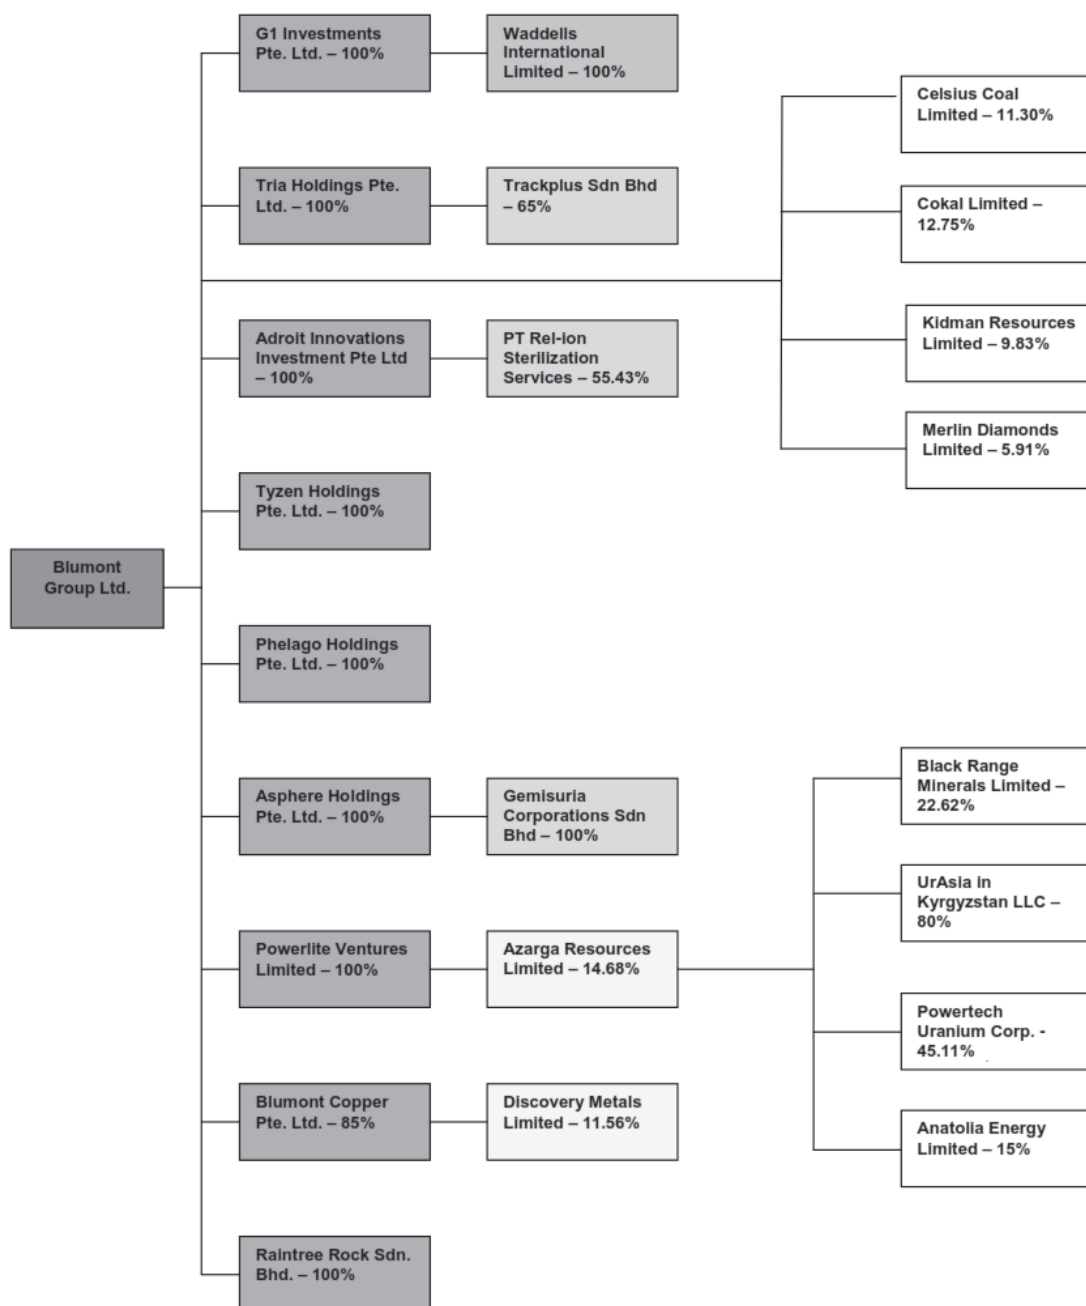 G1 Investments
Pte. Ltd. – 100%
Waddells
International
Limited – 100%
Celsius Coal
Limited – 11.30%
Tria Holdings Pte.
Ltd. – 100%
Trackplus Sdn Bhd
– 65%
Cokal Limited –
12.75%
Adroit Innovations
Investment Pte Ltd
– 100%
PT Rel-ion
Sterilization
Services – 55.43%
Kidman Resources
Limited – 9.83%
Merlin Diamonds
Limited – 5.91%
Tyzen Holdings
Pte. Ltd. – 100%
Blumont
Group Ltd.
Phelago Holdings
Pte. Ltd. – 100%
Asphere Holdings
Pte. Ltd. – 100%
Gemisuria
Corporations Sdn
Bhd – 100%
Black Range
Minerals Limited –
22.62%
UrAsia in
Kyrgyzstan LLC –
80%
Powerlite Ventures
Limited – 100%
Azarga Resources
Limited – 14.68%
Powertech
Uranium Corp. -
45.11%
Blumont Copper
Pte. Ltd. – 85%
Discovery Metals
Limited – 11.56%
Anatolia Energy
Limited – 15%
Raintree Rock Sdn.
Bhd. – 100%